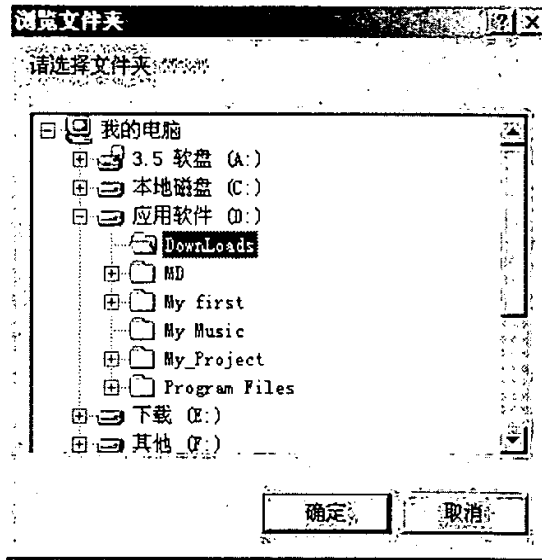 浏览文件夹
请选择文件夹
我的电脑
3.5 软盘 (A:)
本地磁盘 (C:)
应用软件 (D:)
DownLoads
MD
My first
My Music
My_Project
Program Files
下载 (E:)
其他 (F:)
确定 取消